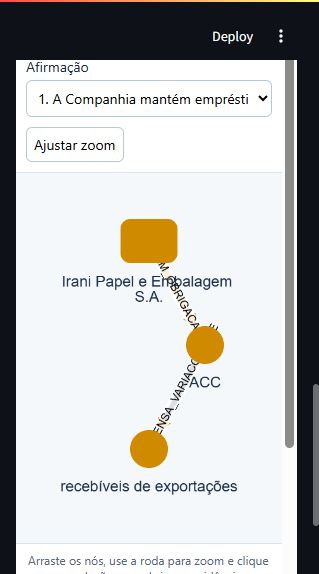 Deploy
Afirmação
1. A Companhia mantém emprésti
Ajustar zoom
Irani Papel e Embalagem
S.A.
ACC
recebíveis de exportações
Arraste os nós, use a roda para zoom e clique